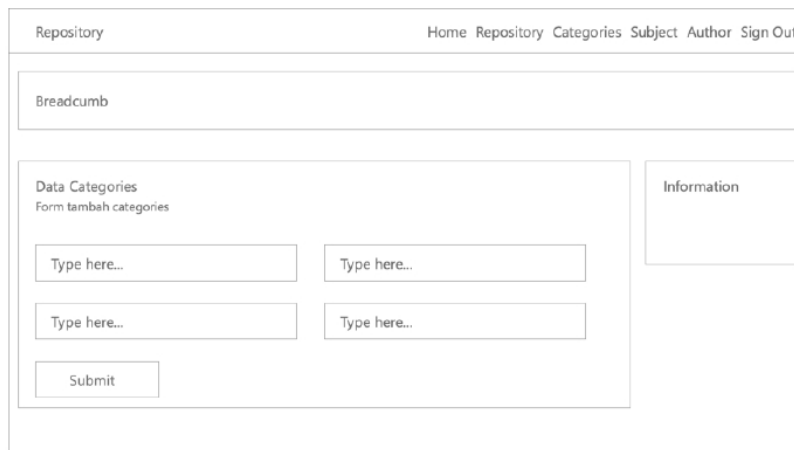 Repository Home Repository Categories Subject Author Sign Out
Breadcumb
Data Categories
Form tambah categories
Type here... Type here...
Type here... Type here...
Submit
Information